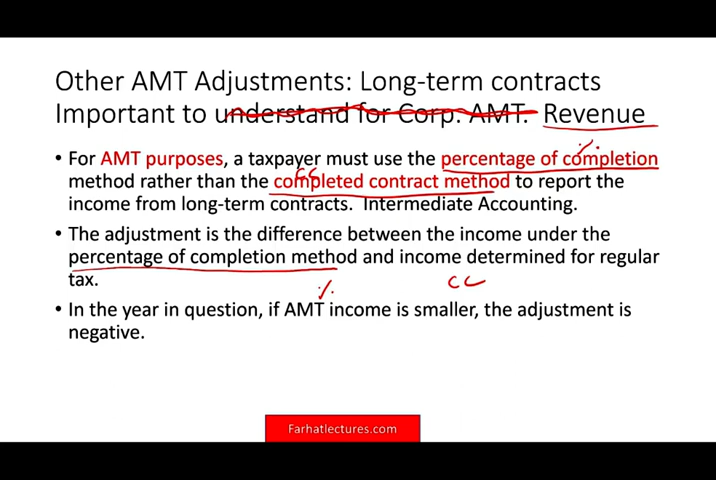 Other AMT Adjustments: Long-term contracts
Important to understand for Corp. AMT. Revenue
• For AMT purposes, a taxpayer must use the percentage of completion
method rather than the completed contract method to report the
income from long-term contracts. Intermediate Accounting.
• The adjustment is the difference between the income under the
percentage of completion method and income determined for regular
tax.
• In the year in question, if AMT income is smaller, the adjustment is
negative.
%
CC
%
CC
Farhatlectures.com